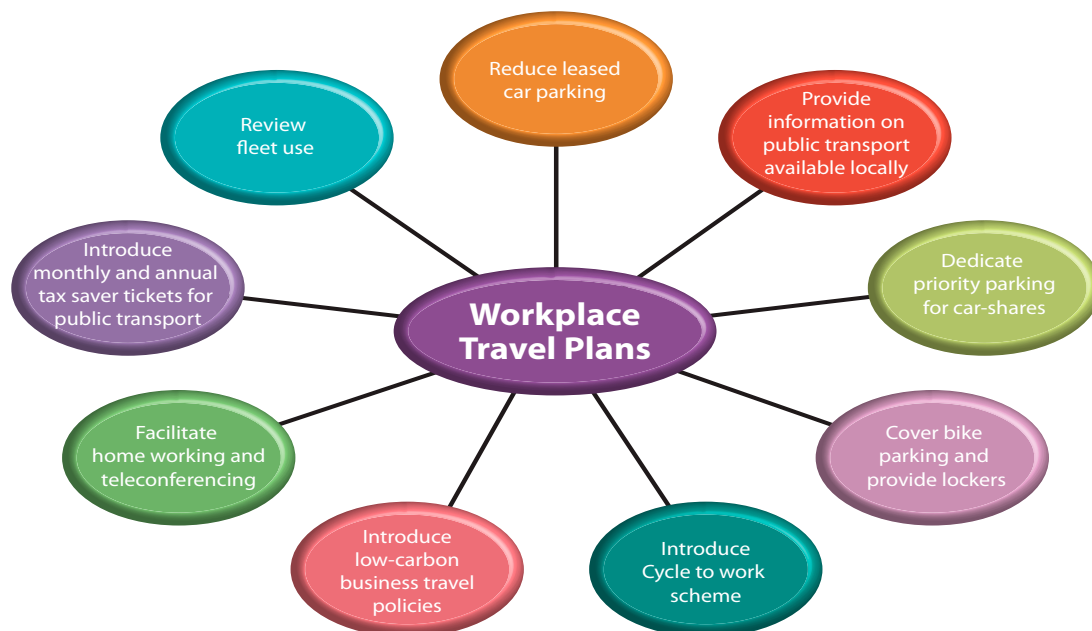 Workplace
Travel Plans
Reduce leased
car parking
Provide
information on
public transport
available locally
Dedicate
priority parking
for car-shares
Cover bike
parking and
provide lockers
Introduce
Cycle to work
scheme
Introduce
low-carbon
business travel
policies
Facilitate
home working and
teleconferencing
Introduce
monthly and annual
tax saver tickets for
public transport
Review
fleet use